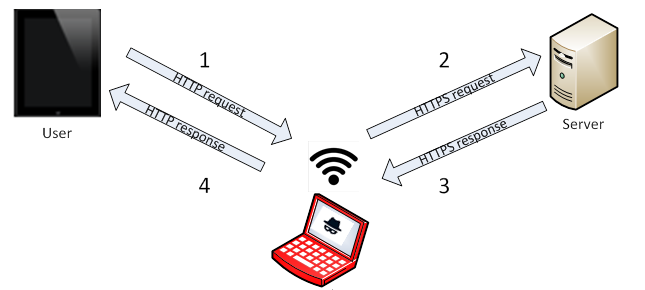 1
2
HTTP request
HTTPS request
User
HTTP response
HTTPS response
Server
4
3